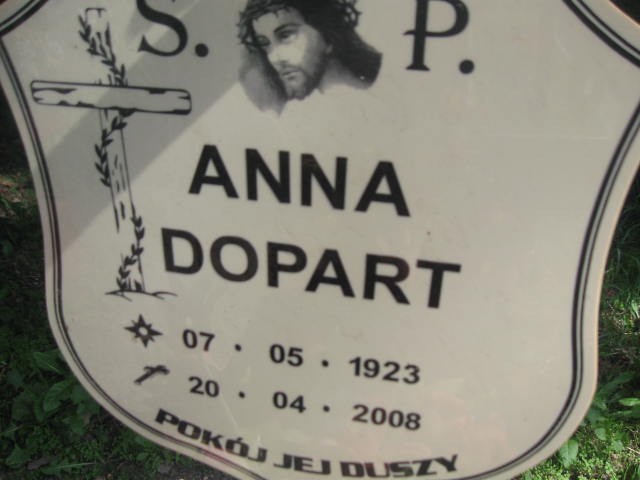 S. P.
ANNA
DOPART
07 · 05 · 1923
20 · 04 · 2008
POKÓJ JEJ DUSZY